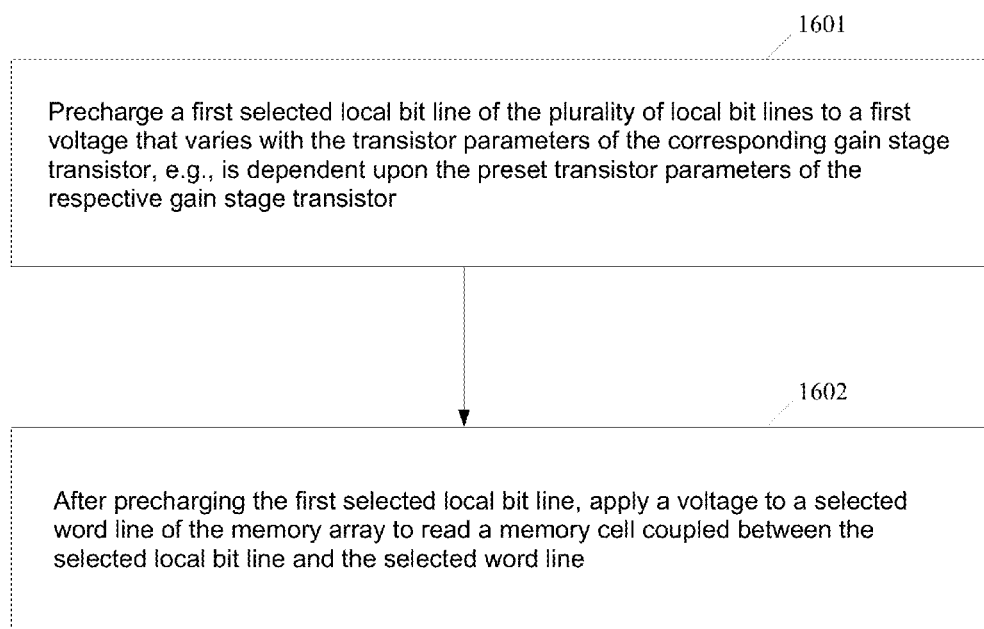 1601
Precharge a first selected local bit line of the plurality of local bit lines to a first
voltage that varies with the transistor parameters of the corresponding gain stage
transistor, e.g., is dependent upon the preset transistor parameters of the
respective gain stage transistor
1602
After precharging the first selected local bit line, apply a voltage to a selected
word line of the memory array to read a memory cell coupled between the
selected local bit line and the selected word line